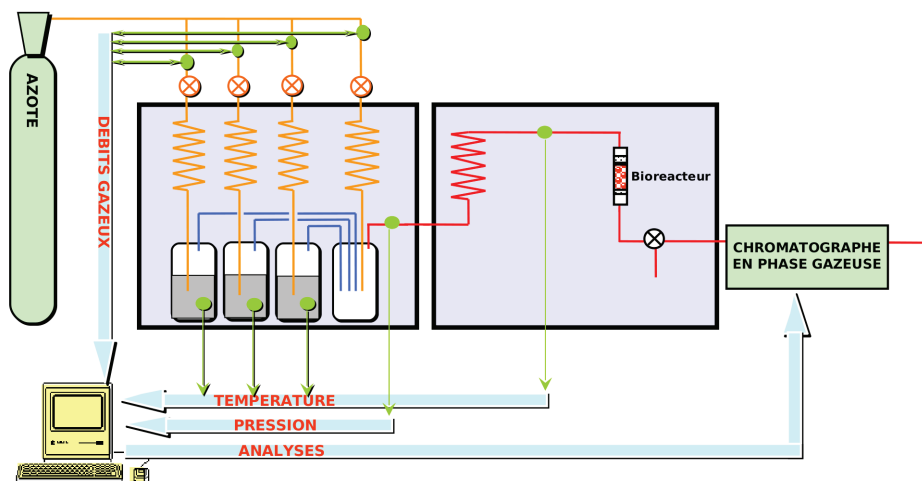 AZOTE
DEBITS GAZEUX
Bioreacteur
CHROMATOGRAPHE
EN PHASE GAZEUSE
TEMPERATURE
PRESSION
ANALYSES